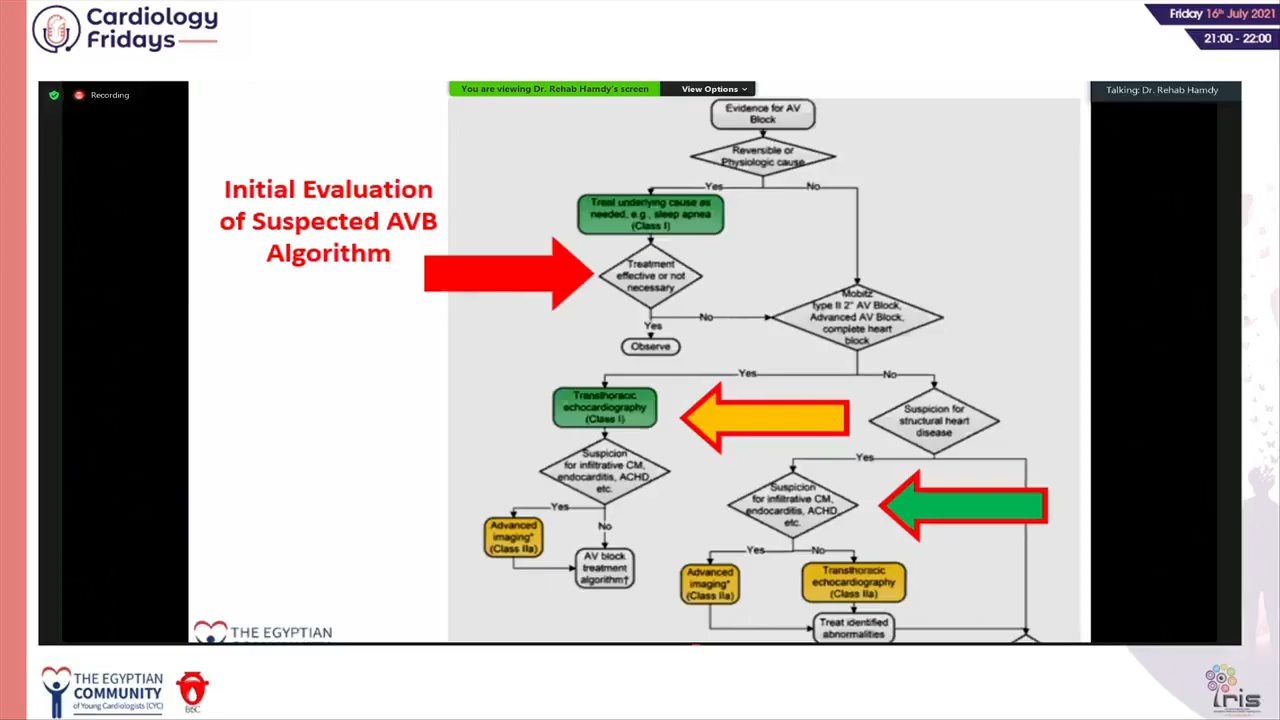 Cardiology
Fridays
Friday 16th July 2021
21:00 - 22:00
Recording
You are viewing Dr. Rehab Hamdy's screen
View Options
Talking: Dr. Rehab Hamdy
Initial Evaluation
of Suspected AVB
Algorithm
Evidence for AV
Block
Reversible or
Physiologic cause
Yes
No
Treat underlying cause as
needed, e.g., sleep apnea
(Class I)
Treatment
effective or not
necessary
No
Yes
Observe
Mobitz
Type II 2° AV Block,
Advanced AV Block,
complete heart
block
Yes
No
Transthoracic
echocardiography
(Class I)
Suspicion for
structural heart
disease
Suspicion
for infiltrative CM,
endocarditis, ACHD,
etc.
Yes
No
Advanced
imaging*
(Class IIa)
AV block
treatment
algorithm†
Yes
Suspicion
for infiltrative CM,
endocarditis, ACHD,
etc.
Yes
No
Advanced
imaging*
(Class IIa)
Transthoracic
echocardiography
(Class IIa)
Treat identified
abnormalities
THE EGYPTIAN
THE EGYPTIAN
COMMUNITY
of Young Cardiologists (CYC)
BSC
Iris